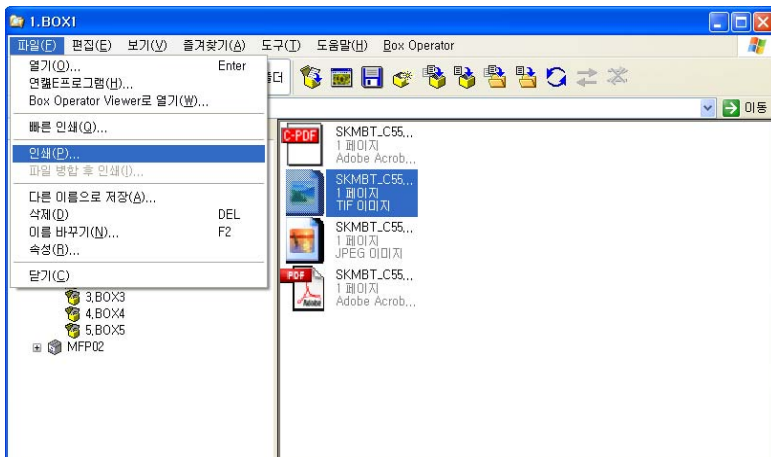 1.BOX1
파일(F) 편집(E) 보기(V) 즐겨찾기(A) 도구(T) 도움말(H) Box Operator
열기(O)... Enter
연캛E프로그램(H)...
Box Operator Viewer로 열기(W)...
빠른 인쇄(Q)...
인쇄(P)...
파일 병합 후 인쇄(I)...
다른 이름으로 저장(A)...
삭제(D) DEL
이름 바꾸기(N)... F2
속성(R)...
닫기(C)
더
이동
3.BOX3
4.BOX4
5.BOX5
MFP02
C-PDF
SKMBT_C55...
1 페이지
Adobe Acrob...
SKMBT_C55...
1 페이지
TIF 이미지
SKMBT_C55...
1 페이지
JPEG 이미지
PDF
Adobe
SKMBT_C55...
1 페이지
Adobe Acrob...